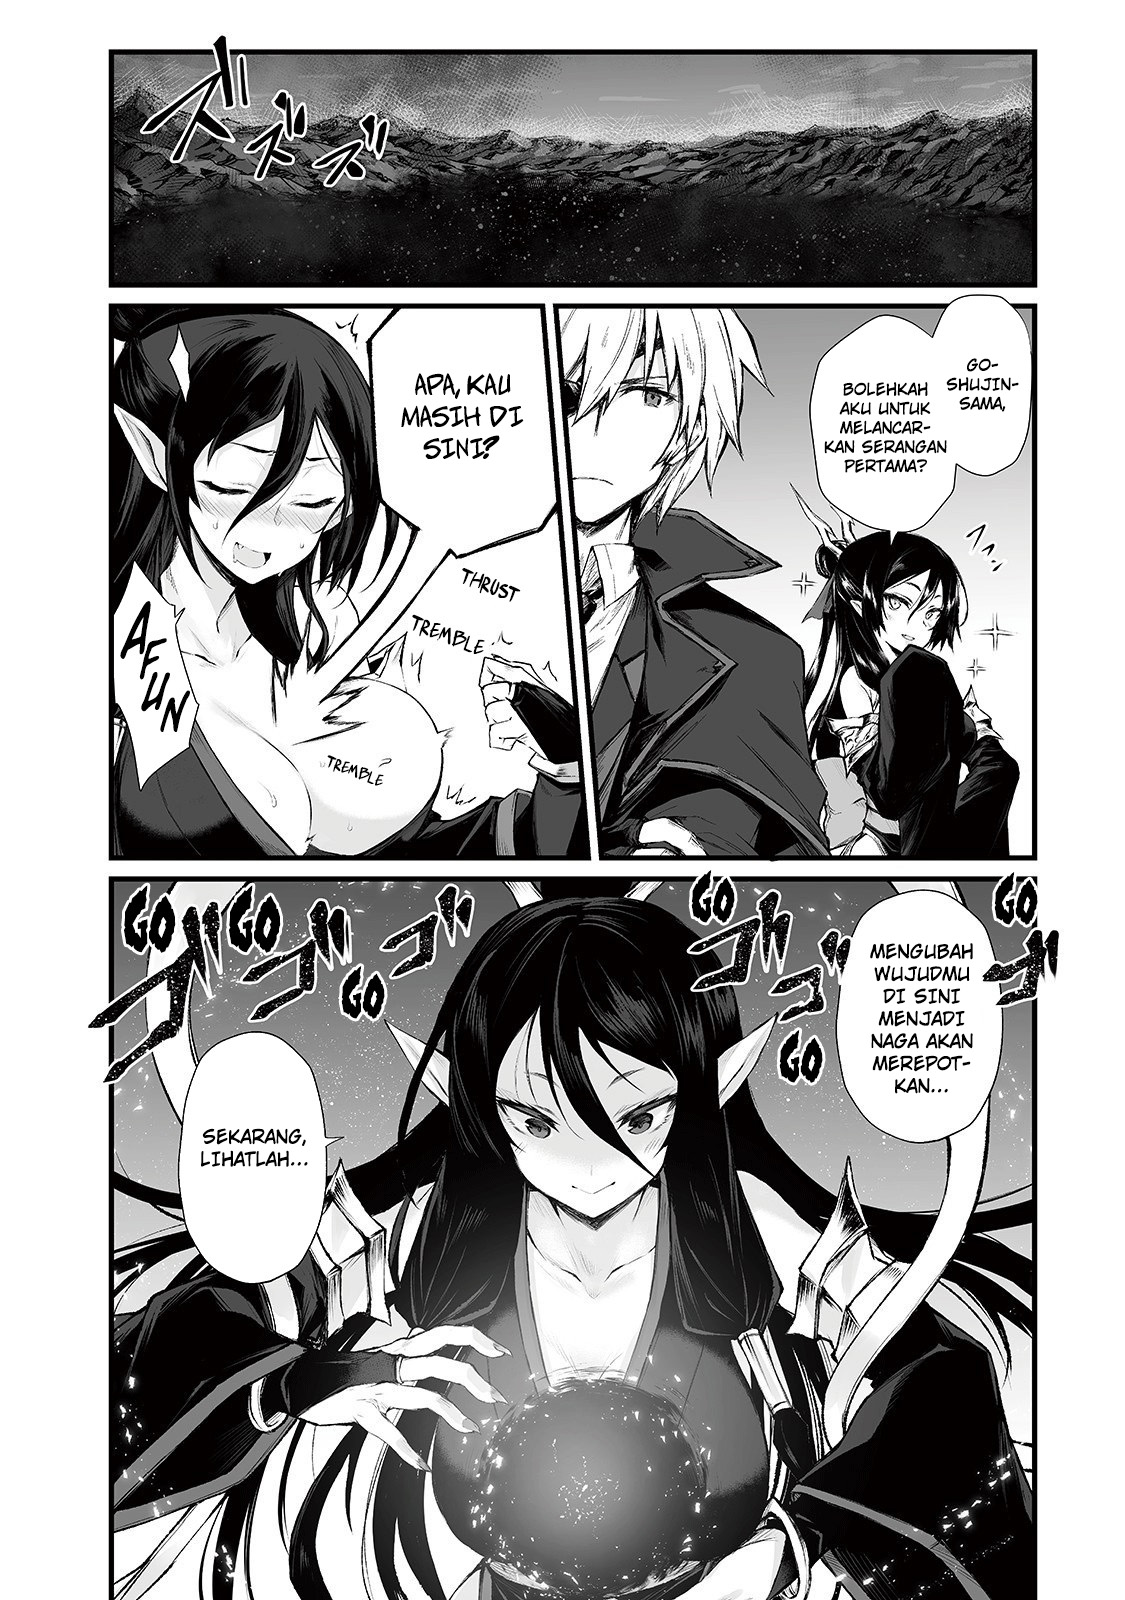 ズズズ
GO-
SHUJIN-
SAMA,
BOLEHKAH
AKU UNTUK
MELANCAR-
KAN SERANGAN
PERTAMA?
APA, KAU
MASIH DI
SINI?
THRUST
TREMBLE
TREMBLE
AFUN
GO
GO
MENGUBAH
WUJUDMU
DI SINI
MENJADI
NAGA AKAN
MEREPOT-
KAN...
GO
GO
GO
GO
ゴゴゴゴゴゴ
SEKARANG,
LIHATLAH...